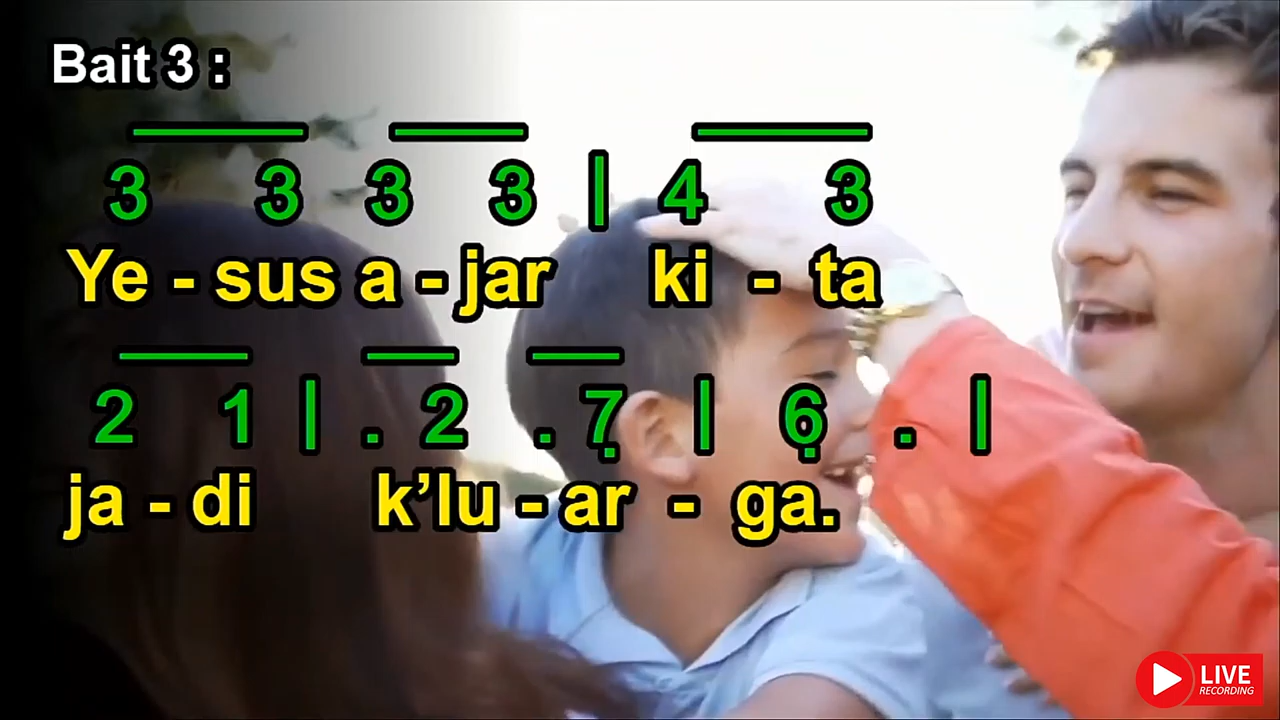 Bait 3 :
3 3 3 3 | 4 3
Ye - sus a - jar ki - ta
2 1 | . 2 . 7̣ | 6̣ . |
ja - di k’lu - ar - ga.
LIVE
RECORDING